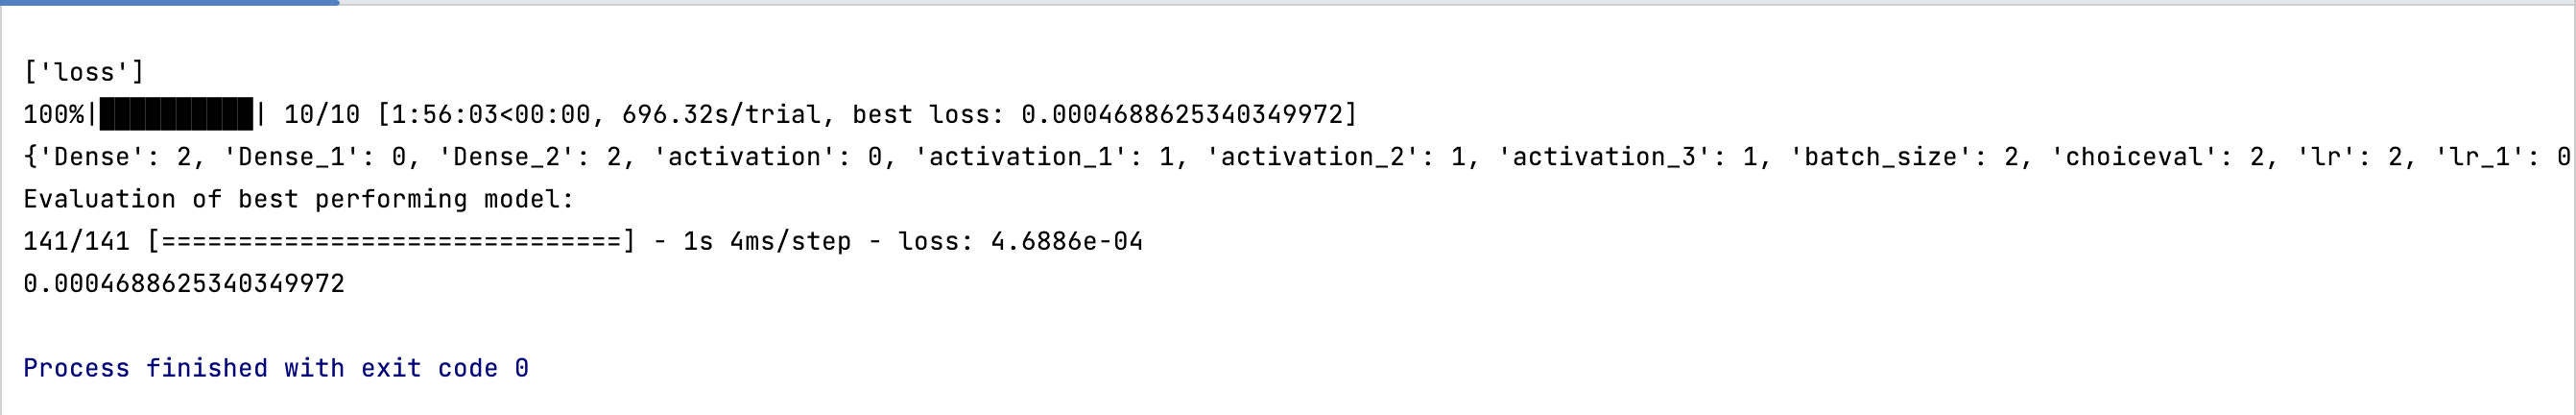 ['loss']
100%|██████████| 10/10 [1:56:03<00:00, 696.32s/trial, best loss: 0.0004688625340349972]
{'Dense': 2, 'Dense_1': 0, 'Dense_2': 2, 'activation': 0, 'activation_1': 1, 'activation_2': 1, 'activation_3': 1, 'batch_size': 2, 'choiceval': 2, 'lr': 2, 'lr_1': 0
Evaluation of best performing model:
141/141 [==============================] - 1s 4ms/step - loss: 4.6886e-04
0.0004688625340349972
Process finished with exit code 0